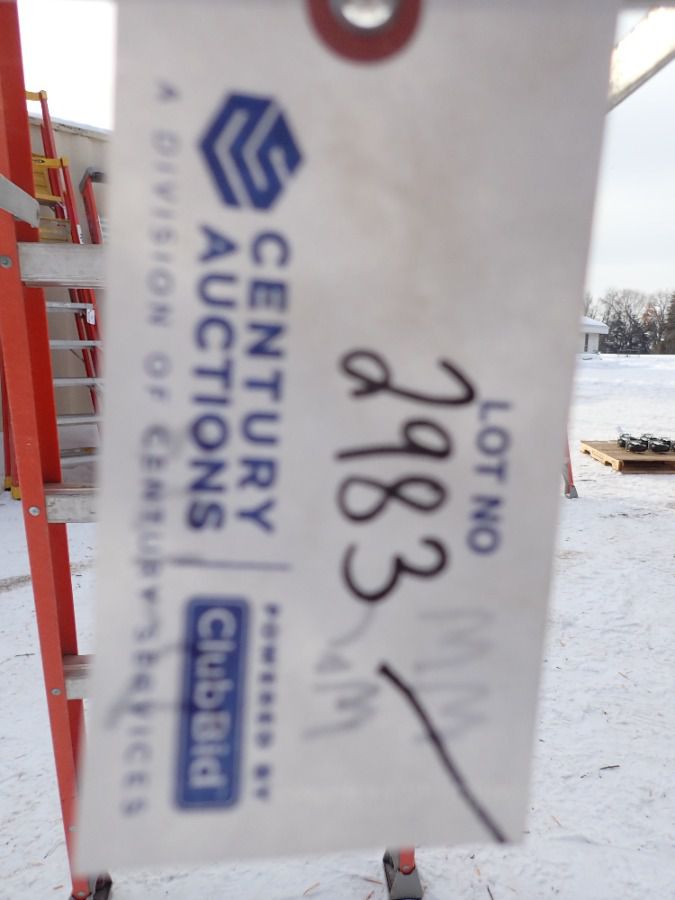 LOT NO
2983
CENTURY
AUCTIONS
POWERED BY
ClubBid
A DIVISION OF CENTURY SERVICES